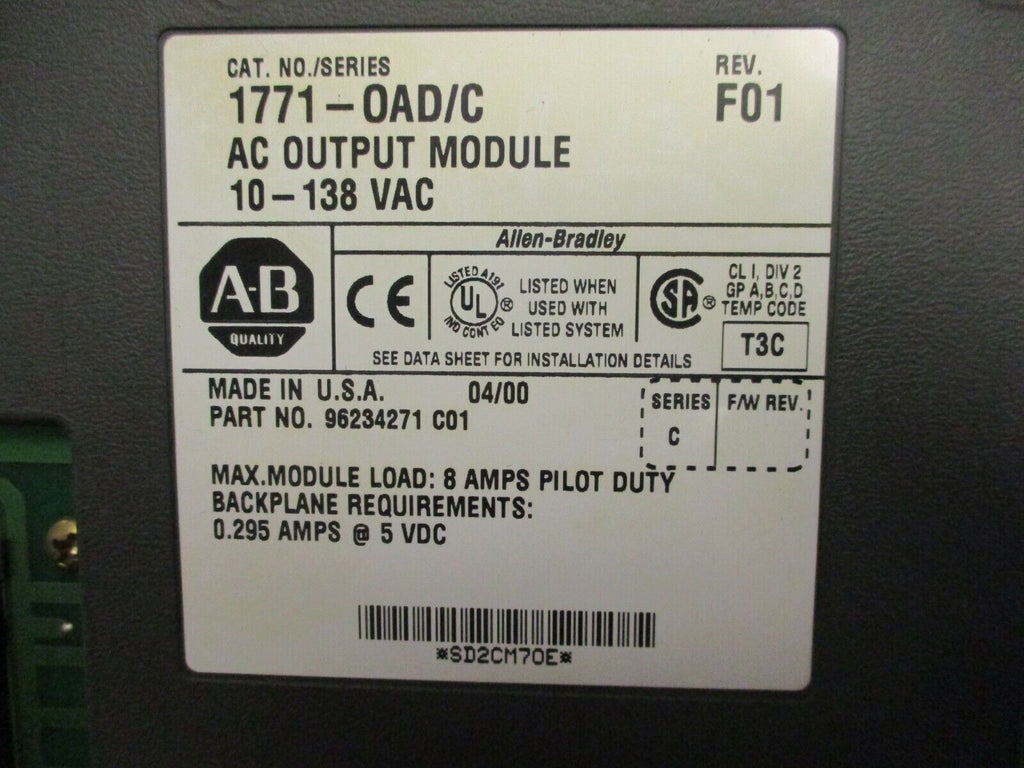 CAT. NO./SERIES REV.
1771-OAD/C F01
AC OUTPUT MODULE
10-138 VAC
Allen-Bradley
A-B
QUALITY
CE
LISTED A191
UL ®
IND CONT EQ
LISTED WHEN
USED WITH
LISTED SYSTEM
SA ®
CL I, DIV 2
GP A,B,C,D
TEMP CODE
T3C
SEE DATA SHEET FOR INSTALLATION DETAILS
MADE IN U.S.A. 04/00
PART NO. 96234271 C01
SERIES F/W REV.
C
MAX.MODULE LOAD: 8 AMPS PILOT DUTY
BACKPLANE REQUIREMENTS:
0.295 AMPS @ 5 VDC
*SD2CM70E*